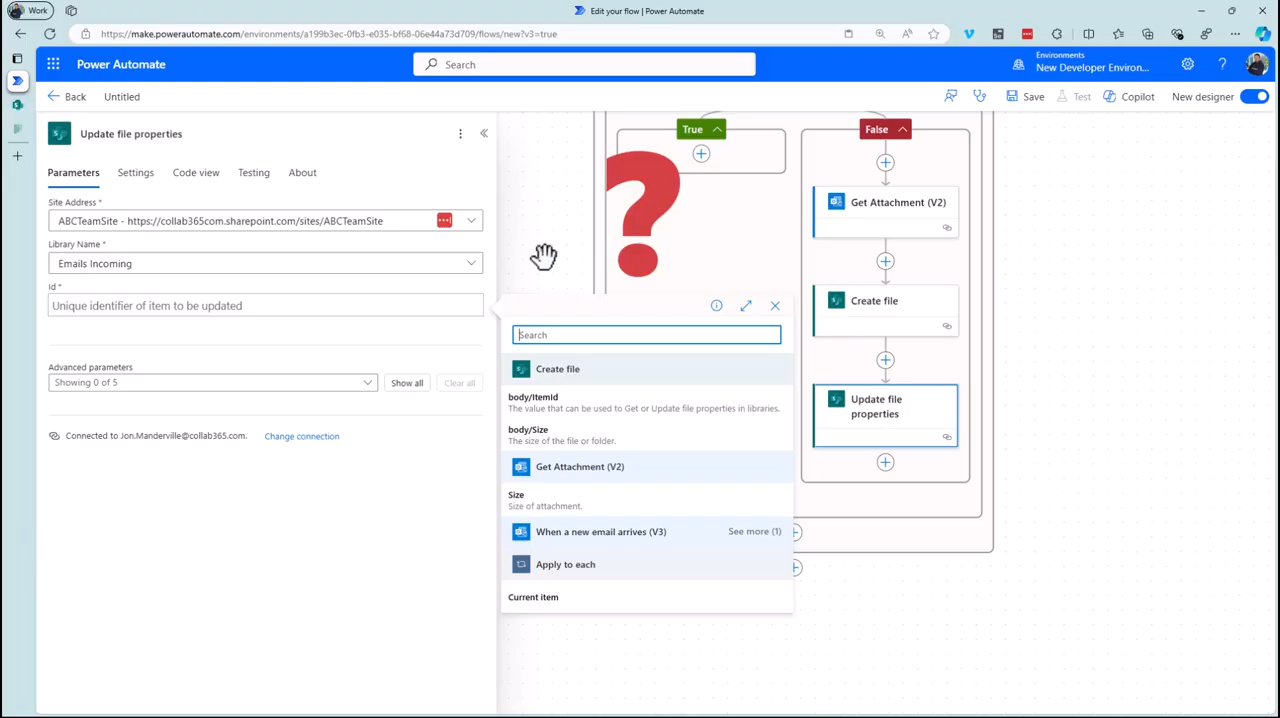 Work
Edit your flow | Power Automate
https://make.powerautomate.com/environments/a199b3ec-0fb3-e035-bf68-06e44a73d709/flows/new?v3=true
Power Automate
Search
Environments
New Developer Environ...
Back
Untitled
Save
Test
Copilot
New designer
Update file properties
Parameters
Settings
Code view
Testing
About
Site Address *
ABCTeamSite - https://collab365com.sharepoint.com/sites/ABCTeamSite
Library Name *
Emails Incoming
Id *
Unique identifier of item to be updated
Advanced parameters
Showing 0 of 5
Show all
Clear all
Connected to Jon.Manderville@collab365.com.
Change connection
Search
Create file
body/ItemId
The value that can be used to Get or Update file properties in libraries.
body/Size
The size of the file or folder.
Get Attachment (V2)
Size
Size of attachment.
When a new email arrives (V3)
See more (1)
Apply to each
Current item
True
?
False
Get Attachment (V2)
Create file
Update file
properties